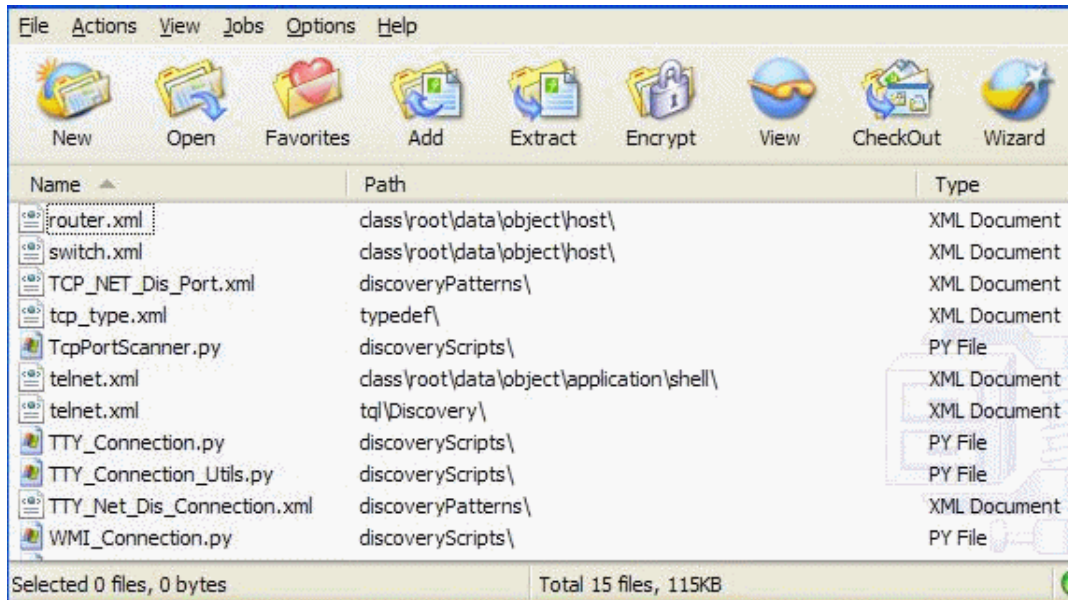 File Actions View Jobs Options Help
New Open Favorites Add Extract Encrypt View CheckOut Wizard
Name Path Type
router.xml class\root\data\object\host\ XML Document
switch.xml class\root\data\object\host\ XML Document
TCP_NET_Dis_Port.xml discoveryPatterns\ XML Document
tcp_type.xml typedef\ XML Document
TcpPortScanner.py discoveryScripts\ PY File
telnet.xml class\root\data\object\application\shell\ XML Document
telnet.xml tql\Discovery\ XML Document
TTY_Connection.py discoveryScripts\ PY File
TTY_Connection_Utils.py discoveryScripts\ PY File
TTY_Net_Dis_Connection.xml discoveryPatterns\ XML Document
WMI_Connection.py discoveryScripts\ PY File
Selected 0 files, 0 bytes Total 15 files, 115KB